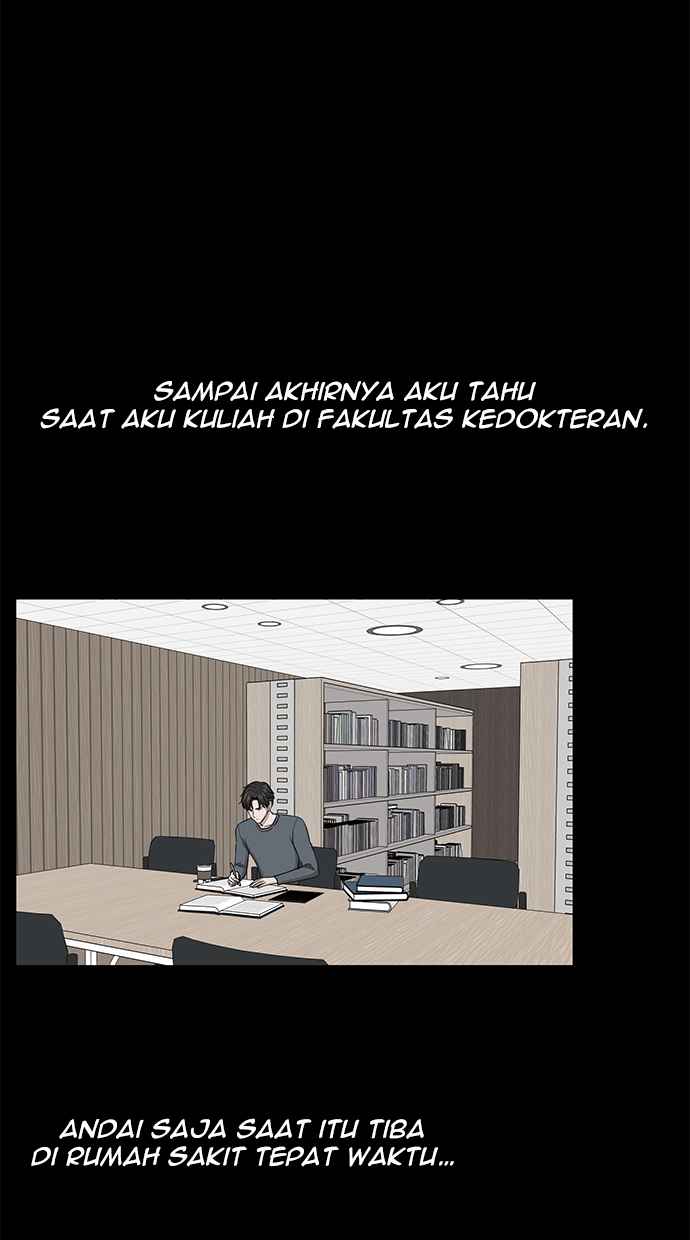 SAMPAI AKHIRNYA AKU TAHU
SAAT AKU KULIAH DI FAKULTAS KEDOKTERAN.
ANDAI SAJA SAAT ITU TIBA
DI RUMAH SAKIT TEPAT WAKTU...